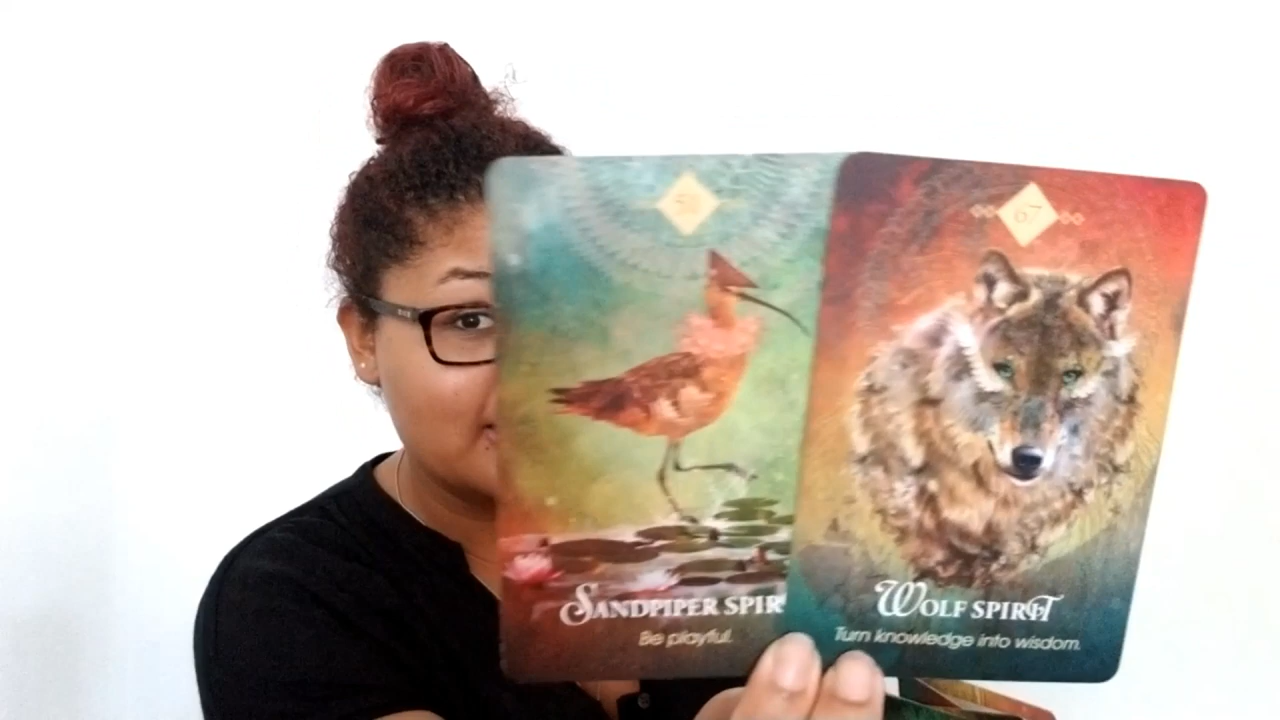 SANDPIPER SPIR
Be playful.
67
WOLF SPIRIT
Turn knowledge into wisdom.